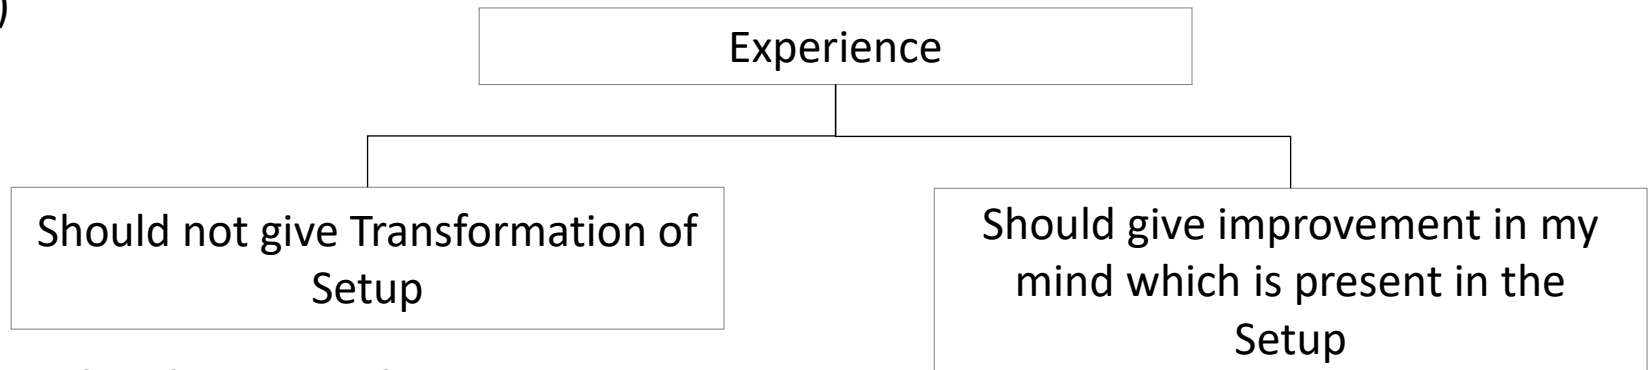 )
Experience
Should not give Transformation of
Setup
Should give improvement in my
mind which is present in the
Setup